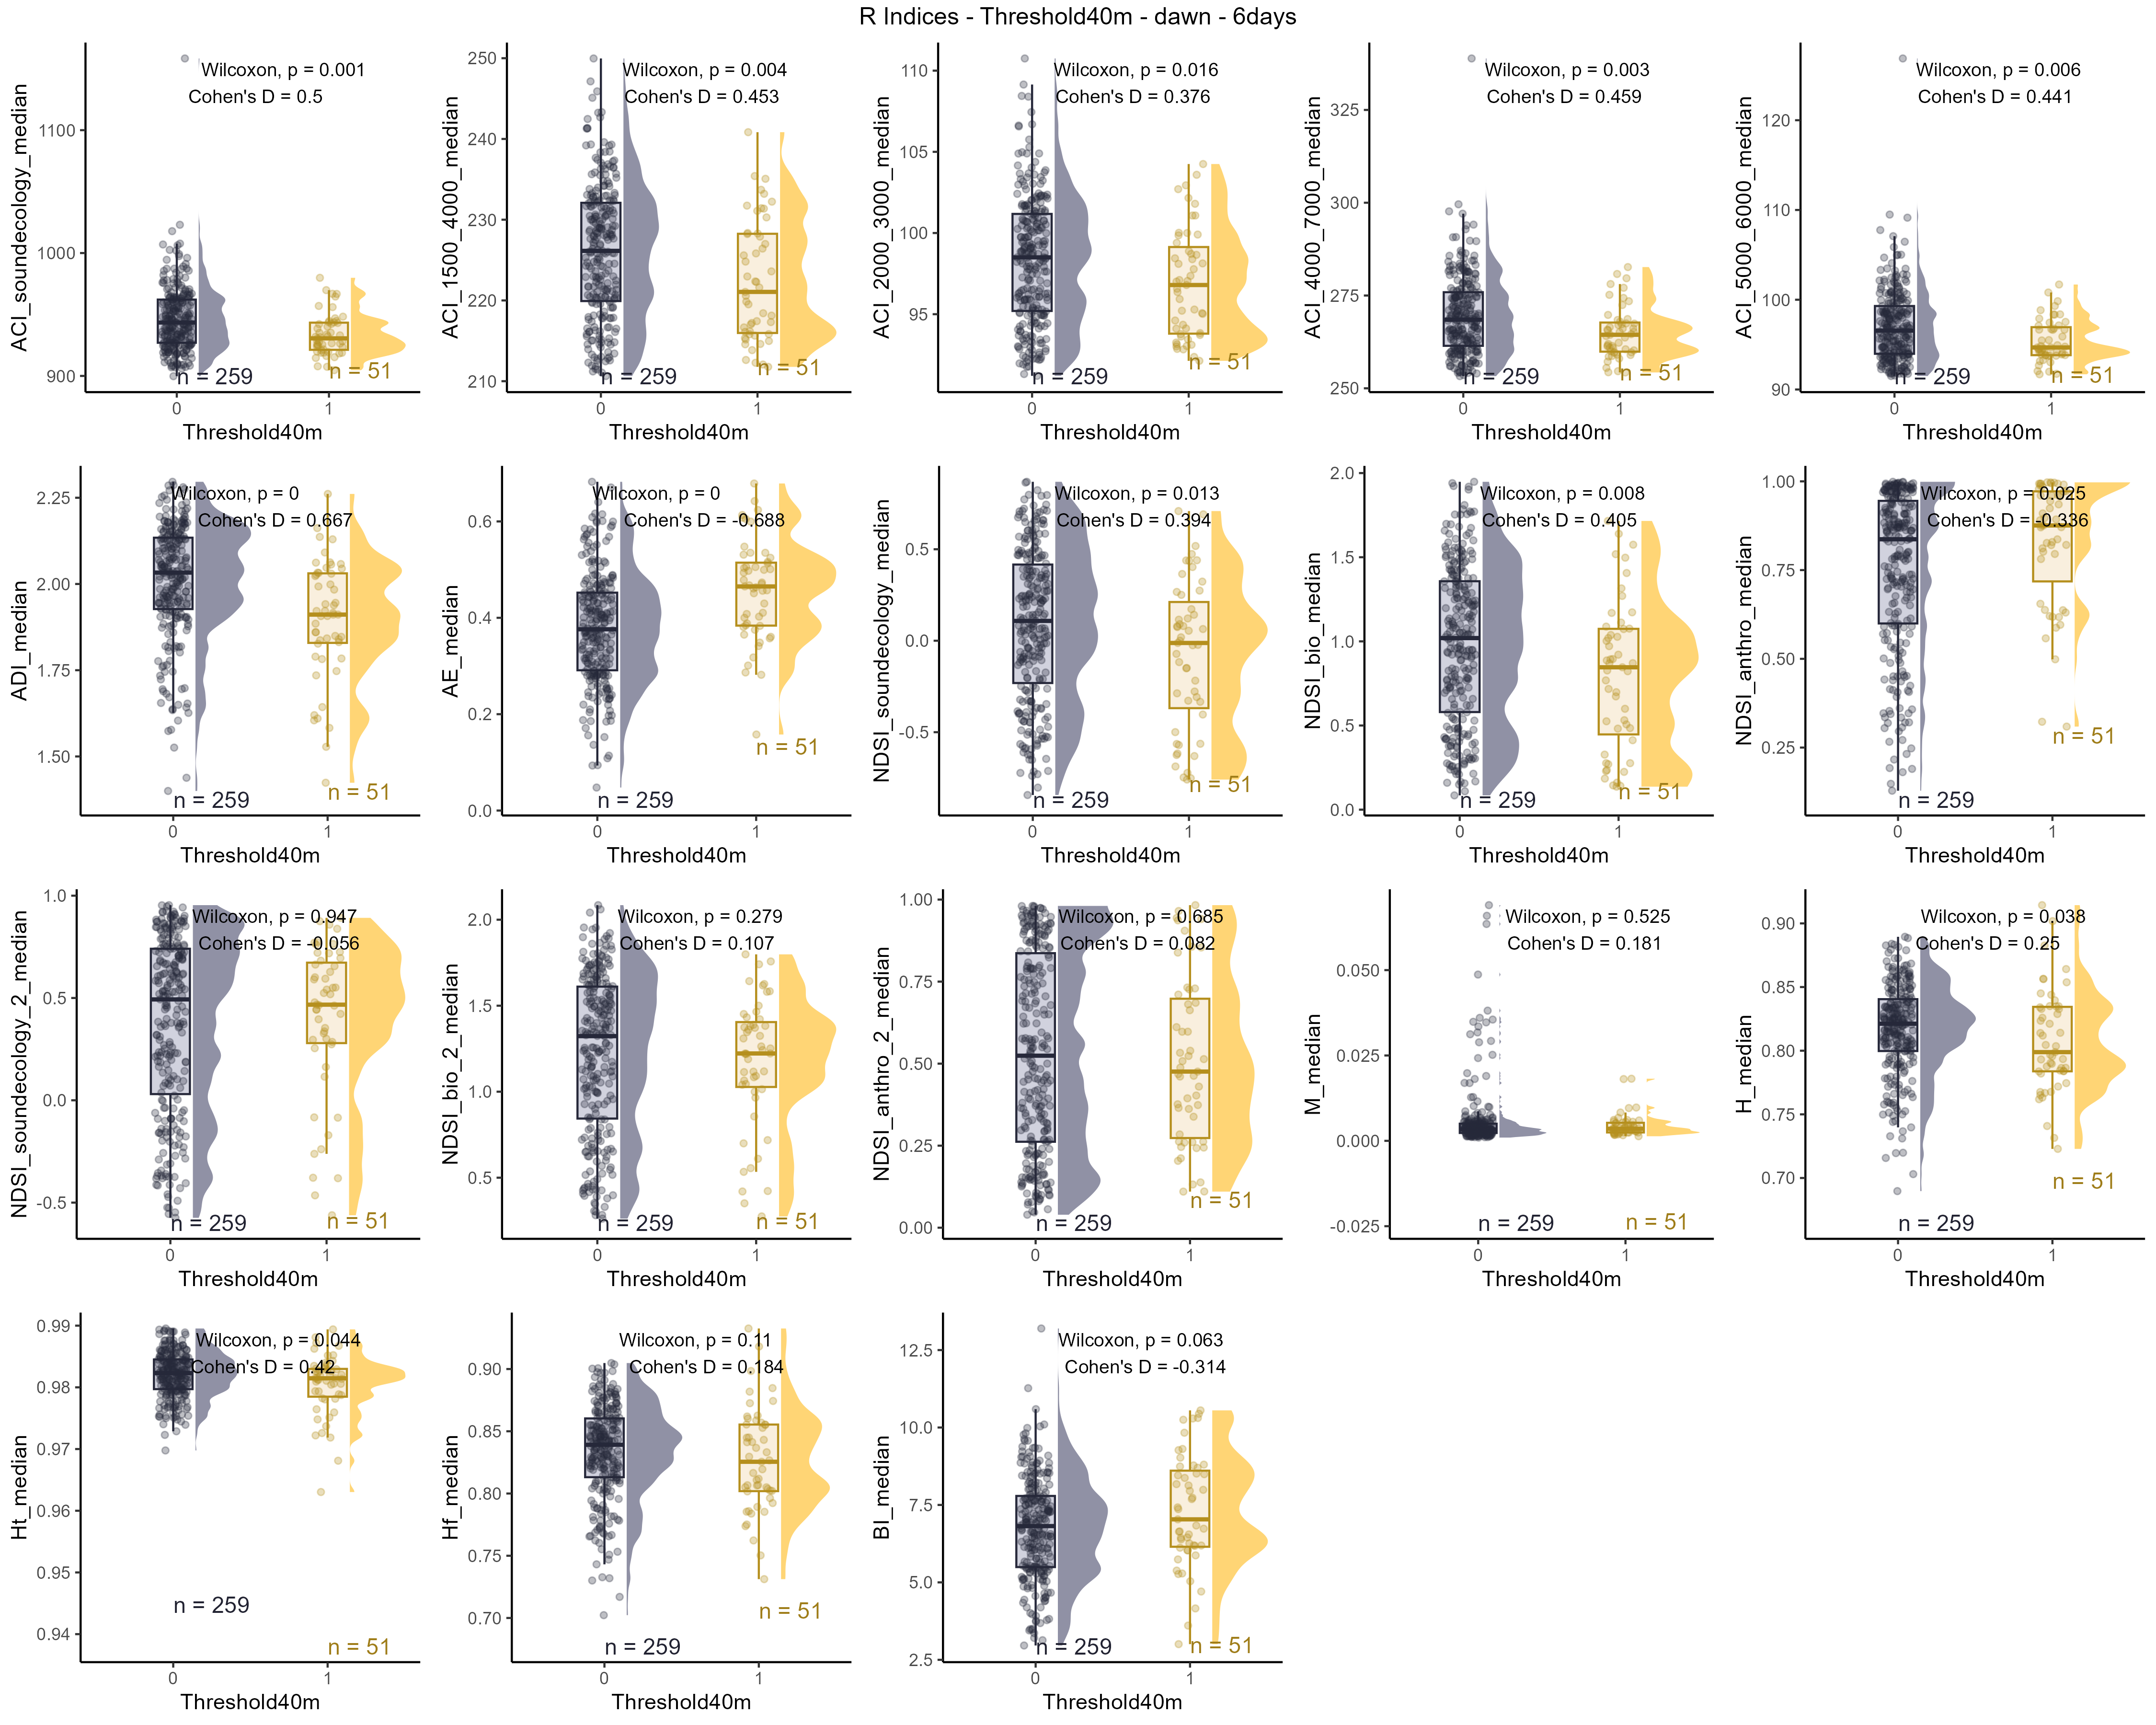 R Indices - Threshold40m - dawn - 6days
ACI_soundecology_median
1100
1000
900
Wilcoxon, p = 0.001
Cohen's D = 0.5
n = 259
n = 51
0
1
Threshold40m
ACI_1500_4000_median
250
240
230
220
210
Wilcoxon, p = 0.004
Cohen's D = 0.453
n = 259
n = 51
0
1
Threshold40m
ACI_2000_3000_median
110
105
100
95
Wilcoxon, p = 0.016
Cohen's D = 0.376
n = 259
n = 51
0
1
Threshold40m
ACI_4000_7000_median
325
300
275
250
Wilcoxon, p = 0.003
Cohen's D = 0.459
n = 259
n = 51
0
1
Threshold40m
ACI_5000_6000_median
120
110
100
90
Wilcoxon, p = 0.006
Cohen's D = 0.441
n = 259
n = 51
0
1
Threshold40m
ADI_median
2.25
2.00
1.75
1.50
Wilcoxon, p = 0
Cohen's D = 0.667
n = 259
n = 51
0
1
Threshold40m
AE_median
0.6
0.4
0.2
0.0
Wilcoxon, p = 0
Cohen's D = -0.688
n = 259
n = 51
0
1
Threshold40m
NDSI_soundecology_median
0.5
0.0
-0.5
Wilcoxon, p = 0.013
Cohen's D = 0.394
n = 259
n = 51
0
1
Threshold40m
NDSI_bio_median
2.0
1.5
1.0
0.5
0.0
Wilcoxon, p = 0.008
Cohen's D = 0.405
n = 259
n = 51
0
1
Threshold40m
NDSI_anthro_median
1.00
0.75
0.50
0.25
Wilcoxon, p = 0.025
Cohen's D = -0.336
n = 259
n = 51
0
1
Threshold40m
NDSI_soundecology_2_median
1.0
0.5
0.0
-0.5
Wilcoxon, p = 0.947
Cohen's D = -0.056
n = 259
n = 51
0
1
Threshold40m
NDSI_bio_2_median
2.0
1.5
1.0
0.5
Wilcoxon, p = 0.279
Cohen's D = 0.107
n = 259
n = 51
0
1
Threshold40m
NDSI_anthro_2_median
1.00
0.75
0.50
0.25
0.00
Wilcoxon, p = 0.685
Cohen's D = 0.082
n = 259
n = 51
0
1
Threshold40m
M_median
0.050
0.025
0.000
-0.025
Wilcoxon, p = 0.525
Cohen's D = 0.181
n = 259
n = 51
0
1
Threshold40m
H_median
0.90
0.85
0.80
0.75
0.70
Wilcoxon, p = 0.038
Cohen's D = 0.25
n = 259
n = 51
0
1
Threshold40m
Ht_median
0.99
0.98
0.97
0.96
0.95
0.94
Wilcoxon, p = 0.044
Cohen's D = 0.42
n = 259
n = 51
0
1
Threshold40m
Hf_median
0.90
0.85
0.80
0.75
0.70
Wilcoxon, p = 0.11
Cohen's D = 0.184
n = 259
n = 51
0
1
Threshold40m
BI_median
12.5
10.0
7.5
5.0
2.5
Wilcoxon, p = 0.063
Cohen's D = -0.314
n = 259
n = 51
0
1
Threshold40m